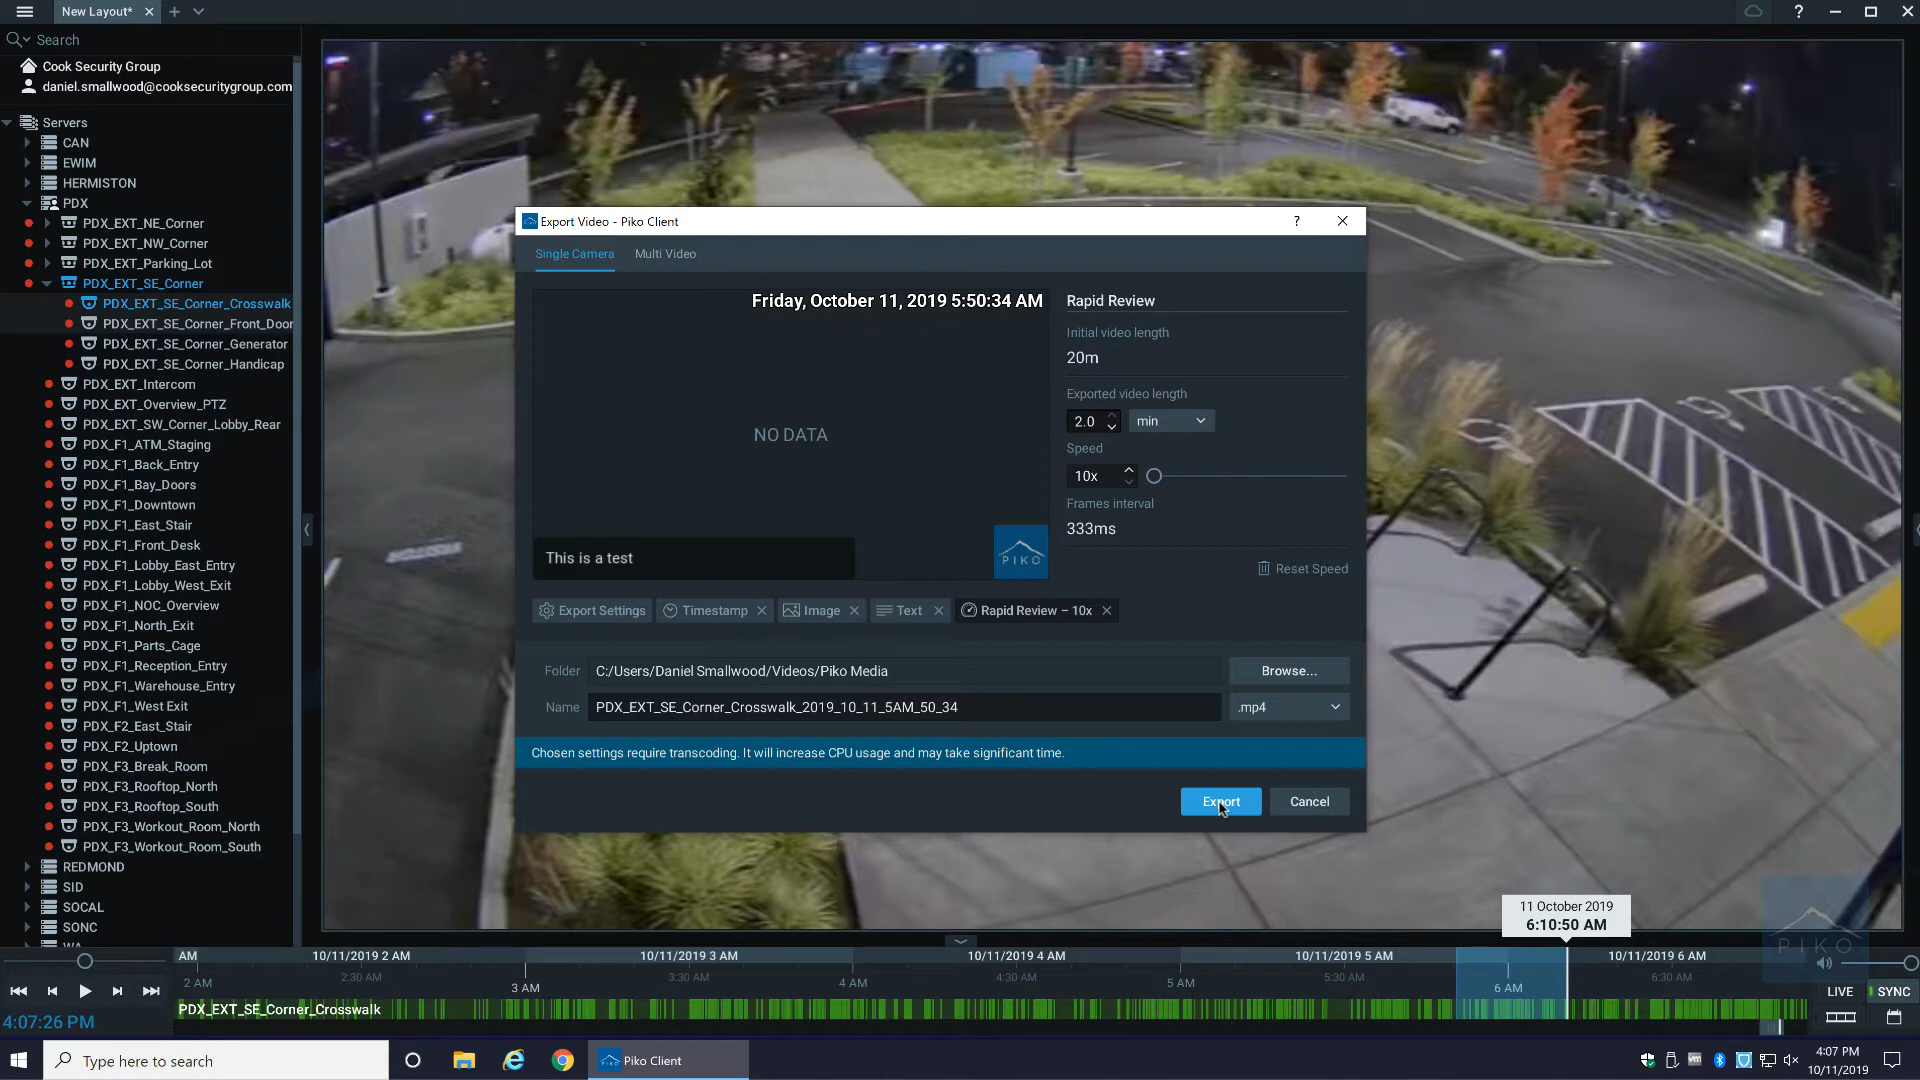 New Layout*
Search
Cook Security Group
daniel.smallwood@cooksecuritygroup.com
Servers
CAN
EWIM
HERMISTON
PDX
PDX_EXT_NE_Corner
PDX_EXT_NW_Corner
PDX_EXT_Parking_Lot
PDX_EXT_SE_Corner
PDX_EXT_SE_Corner_Crosswalk
PDX_EXT_SE_Corner_Front_Door
PDX_EXT_SE_Corner_Generator
PDX_EXT_SE_Corner_Handicap
PDX_EXT_Intercom
PDX_EXT_Overview_PTZ
PDX_EXT_SW_Corner_Lobby_Rear
PDX_F1_ATM_Staging
PDX_F1_Back_Entry
PDX_F1_Bay_Doors
PDX_F1_Downtown
PDX_F1_East_Stair
PDX_F1_Front_Desk
PDX_F1_Lobby_East_Entry
PDX_F1_Lobby_West_Exit
PDX_F1_NOC_Overview
PDX_F1_North_Exit
PDX_F1_Parts_Cage
PDX_F1_Reception_Entry
PDX_F1_Warehouse_Entry
PDX_F1_West Exit
PDX_F2_East_Stair
PDX_F2_Uptown
PDX_F3_Break_Room
PDX_F3_Rooftop_North
PDX_F3_Rooftop_South
PDX_F3_Workout_Room_North
PDX_F3_Workout_Room_South
REDMOND
SID
SOCAL
SONC
WA
Export Video - Piko Client
?
Single Camera Multi Video
Friday, October 11, 2019 5:50:34 AM
NO DATA
This is a test
PIKO
Rapid Review
Initial video length
20m
Exported video length
2.0 min
Speed
10x
Frames interval
333ms
Reset Speed
Export Settings Timestamp Image Text Rapid Review – 10x
Folder C:/Users/Daniel Smallwood/Videos/Piko Media Browse...
Name PDX_EXT_SE_Corner_Crosswalk_2019_10_11_5AM_50_34 .mp4
Chosen settings require transcoding. It will increase CPU usage and may take significant time.
Export Cancel
11 October 2019
6:10:50 AM
PIKO
AM 10/11/2019 2 AM 10/11/2019 3 AM 10/11/2019 4 AM 10/11/2019 5 AM 10/11/2019 6 AM
2 AM 2:30 AM 3 AM 3:30 AM 4 AM 4:30 AM 5 AM 5:30 AM 6 AM 6:30 AM
PDX_EXT_SE_Corner_Crosswalk
4:07:26 PM
LIVE SYNC
Type here to search
Piko Client
4:07 PM
10/11/2019